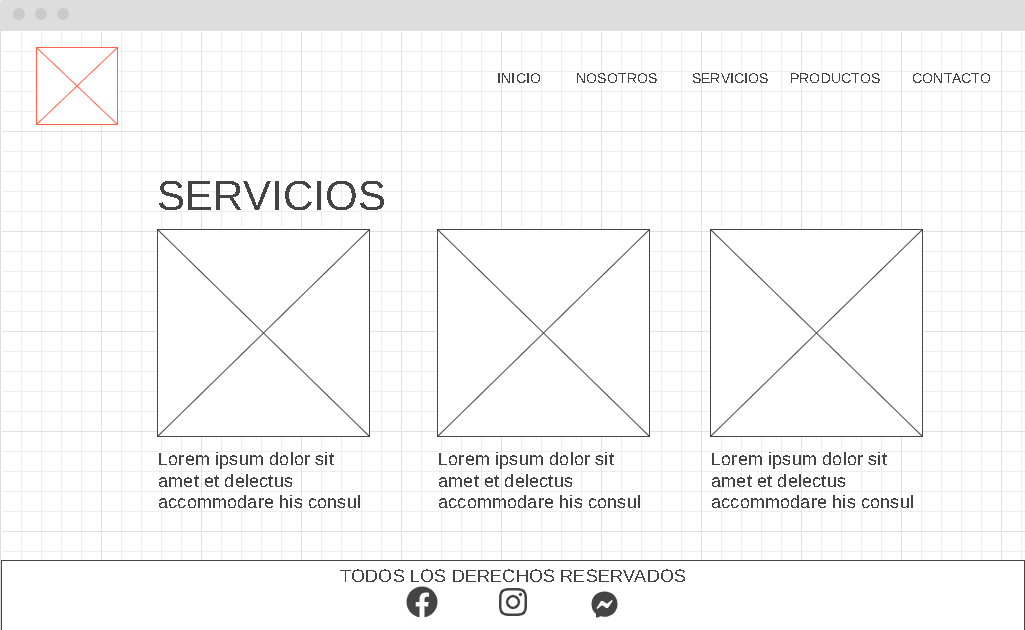 INICIO NOSOTROS SERVICIOS PRODUCTOS CONTACTO
SERVICIOS
Lorem ipsum dolor sit
amet et delectus
accommodare his consul
Lorem ipsum dolor sit
amet et delectus
accommodare his consul
Lorem ipsum dolor sit
amet et delectus
accommodare his consul
TODOS LOS DERECHOS RESERVADOS